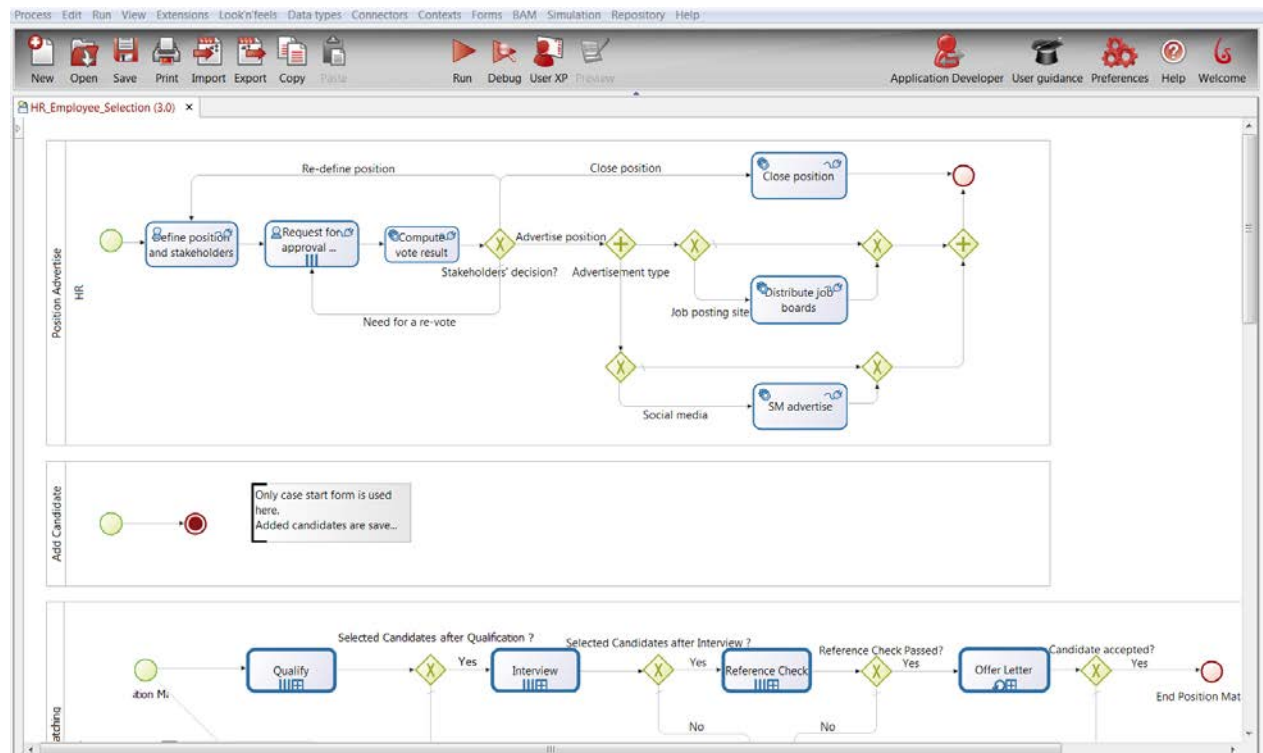 Process Edit Run View Extensions Look'n'feels Data types Connectors Contexts Forms BAM Simulation Repository Help
New Open Save Print Import Export Copy Paste Run Debug User XP Preview Application Developer User guidance Preferences Help Welcome
HR_Employee_Selection (3.0)
Position Advertise
HR
Re-define position
Close position
Close position
Define position
and stakeholders
Request for
approval ...
Compute
vote result
Advertise position
Stakeholders' decision?
Advertisement type
Distribute job
boards
Job posting site
Need for a re-vote
SM advertise
Social media
Add Candidate
Only case start form is used
here.
Added candidates are save...
atching
ition Ma
Qualify
Selected Candidates after Qualification ?
Yes
Interview
Selected Candidates after Interview ?
Yes
No
Reference Check
Reference Check Passed?
Yes
No
Offer Letter
Candidate accepted?
Yes
End Position Mat